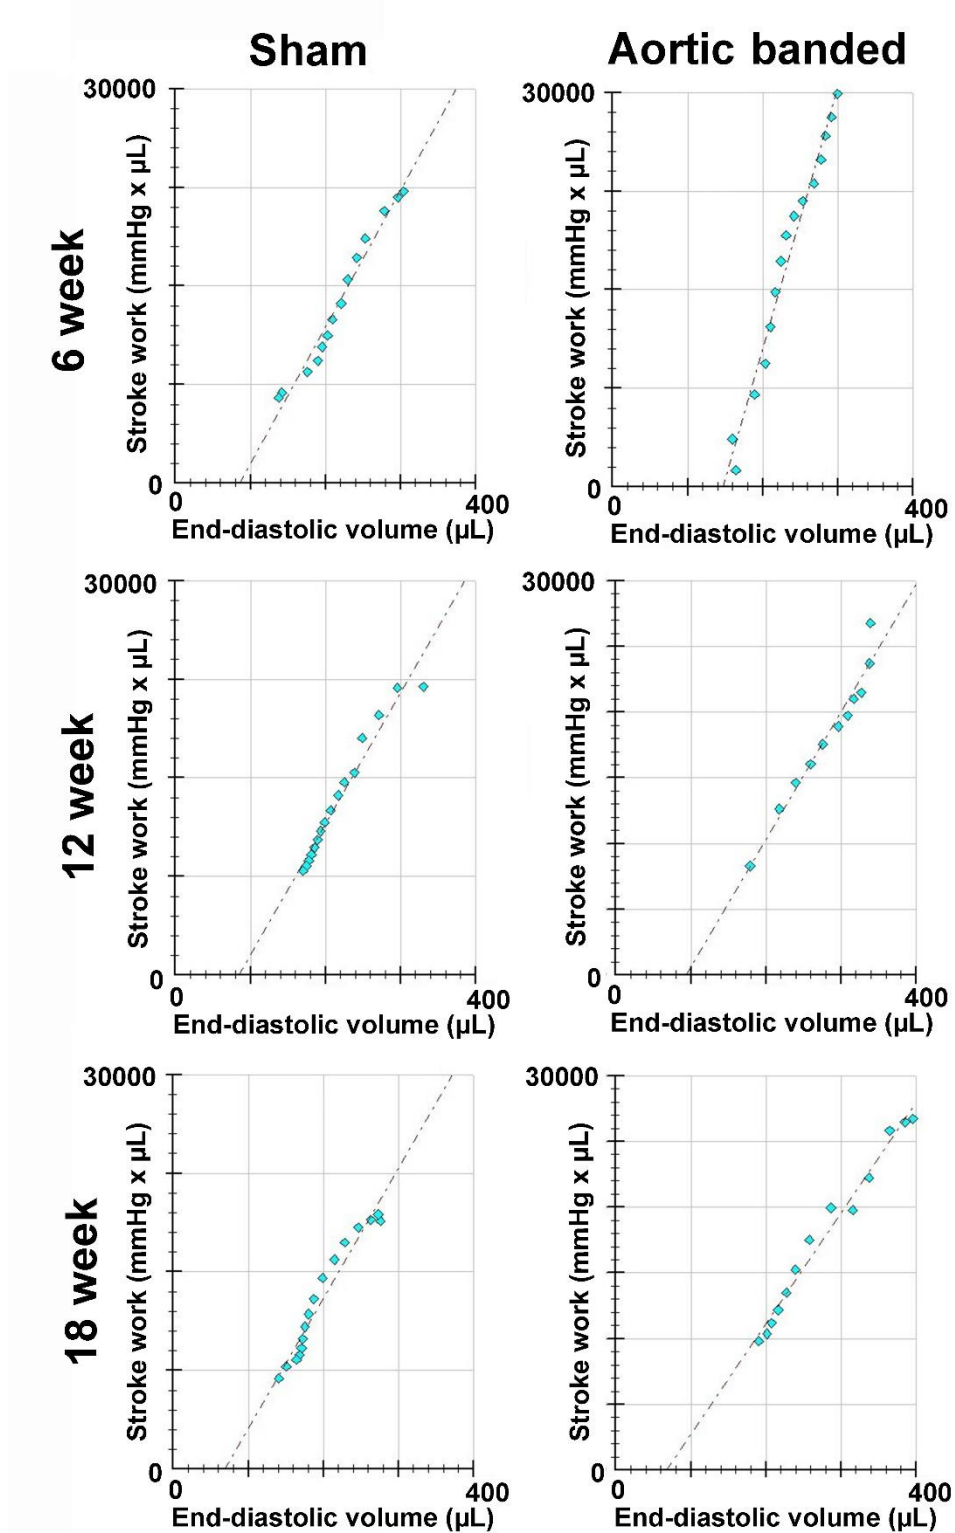 Sham
Aortic banded
6 week
30000
Stroke work (mmHg x µL)
0
0
400
End-diastolic volume (µL)
30000
Stroke work (mmHg x µL)
0
0
400
End-diastolic volume (µL)
12 week
30000
Stroke work (mmHg x µL)
0
0
400
End-diastolic volume (µL)
30000
Stroke work (mmHg x µL)
0
0
400
End-diastolic volume (µL)
18 week
30000
Stroke work (mmHg x µL)
0
0
400
End-diastolic volume (µL)
30000
Stroke work (mmHg x µL)
0
0
400
End-diastolic volume (µL)